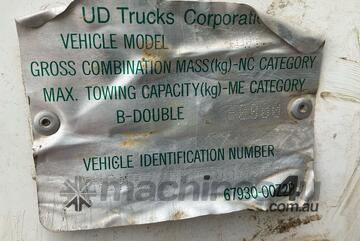 UD Trucks Corporati
VEHICLE MODEL
GROSS COMBINATION MASS(kg)-NC CATEGORY
MAX. TOWING CAPACITY(kg)-ME CATEGORY
B-DOUBLE
VEHICLE IDENTIFICATION NUMBER
machines4u
.com.au